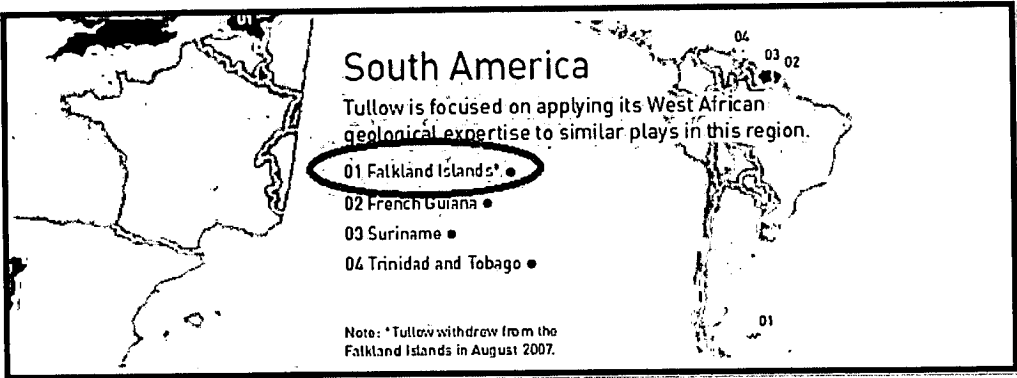 01
South America
Tullow is focused on applying its West African
geological expertise to similar plays in this region.
01 Falkland Islands*
02 French Guiana
03 Suriname
04 Trinidad and Tobago
Note: *Tullow withdrew from the
Falkland Islands in August 2007.
04
03
02
01